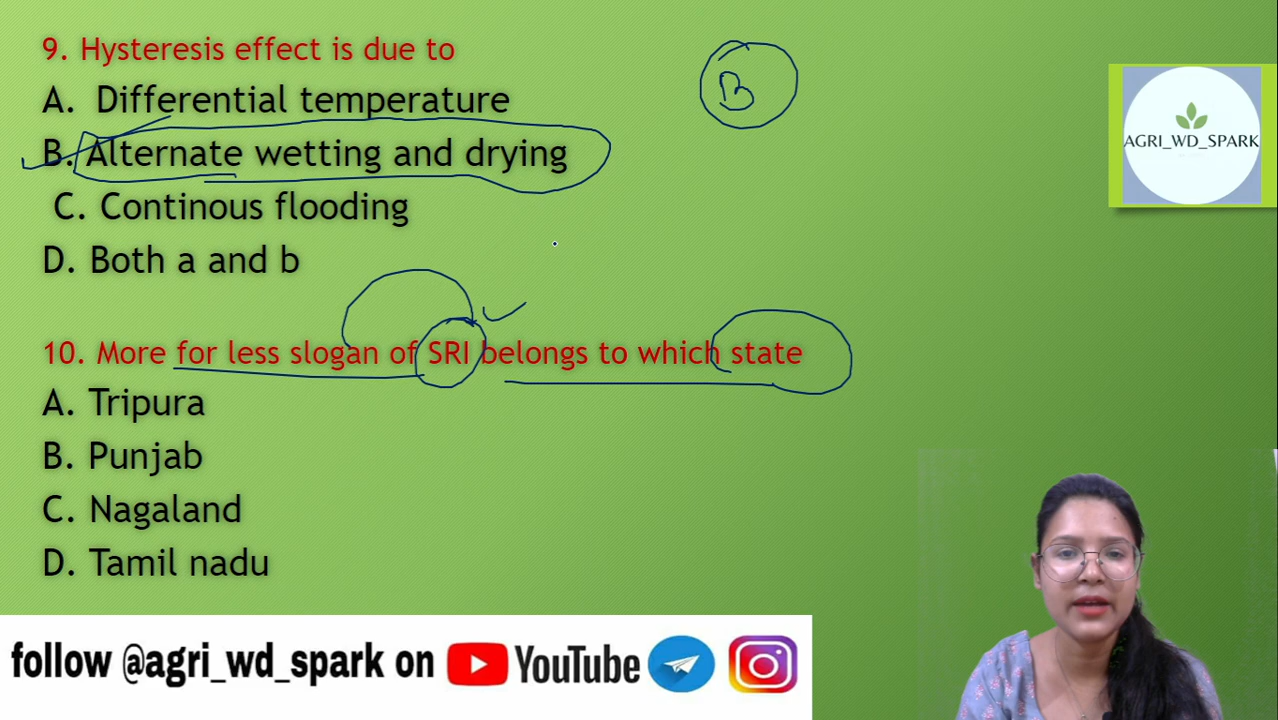 9. Hysteresis effect is due to
B
A. Differential temperature
B. Alternate wetting and drying
C. Continous flooding
D. Both a and b
AGRI_WD_SPARK
10. More for less slogan of SRI belongs to which state
A. Tripura
B. Punjab
C. Nagaland
D. Tamil nadu
follow @agri_wd_spark on YouTube